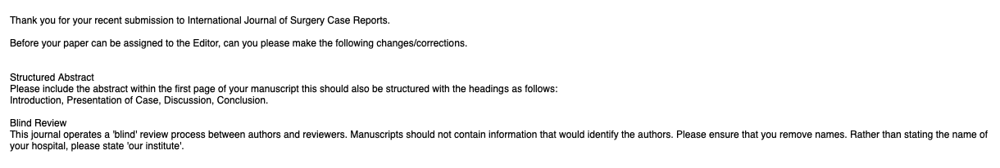 Thank you for your recent submission to International Journal of Surgery Case Reports.
Before your paper can be assigned to the Editor, can you please make the following changes/corrections.
Structured Abstract
Please include the abstract within the first page of your manuscript this should also be structured with the headings as follows:
Introduction, Presentation of Case, Discussion, Conclusion.
Blind Review
This journal operates a 'blind' review process between authors and reviewers. Manuscripts should not contain information that would identify the authors. Please ensure that you remove names. Rather than stating the name of
your hospital, please state 'our institute'.